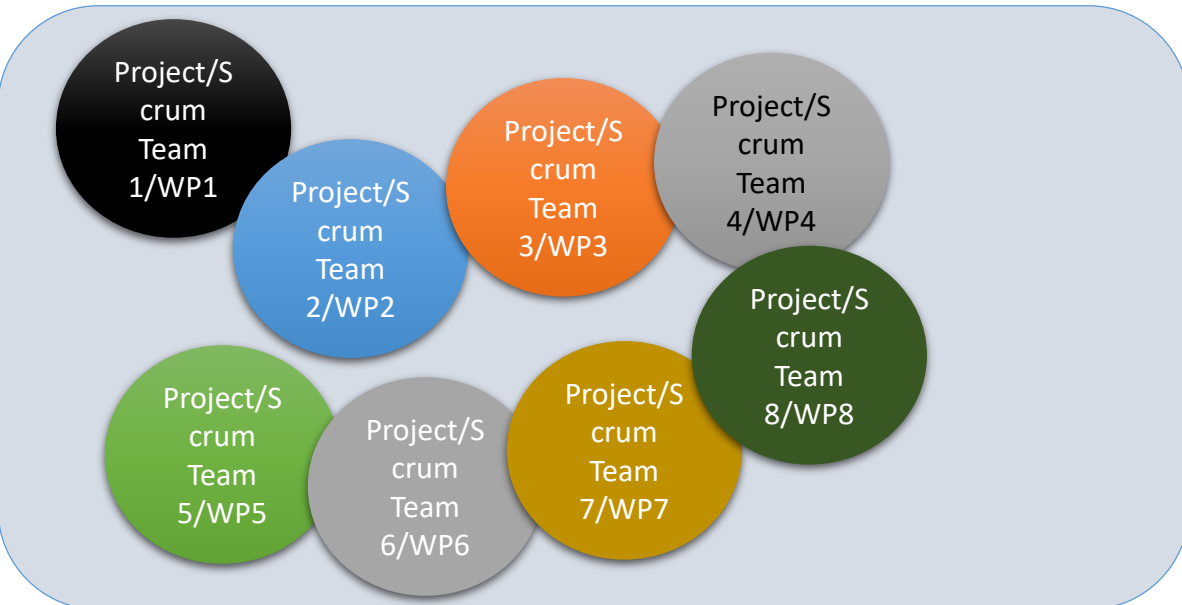 Project/S
crum
Team
1/WP1
Project/S
crum
Team
2/WP2
Project/S
crum
Team
3/WP3
Project/S
crum
Team
4/WP4
Project/S
crum
Team
5/WP5
Project/S
crum
Team
6/WP6
Project/S
crum
Team
7/WP7
Project/S
crum
Team
8/WP8